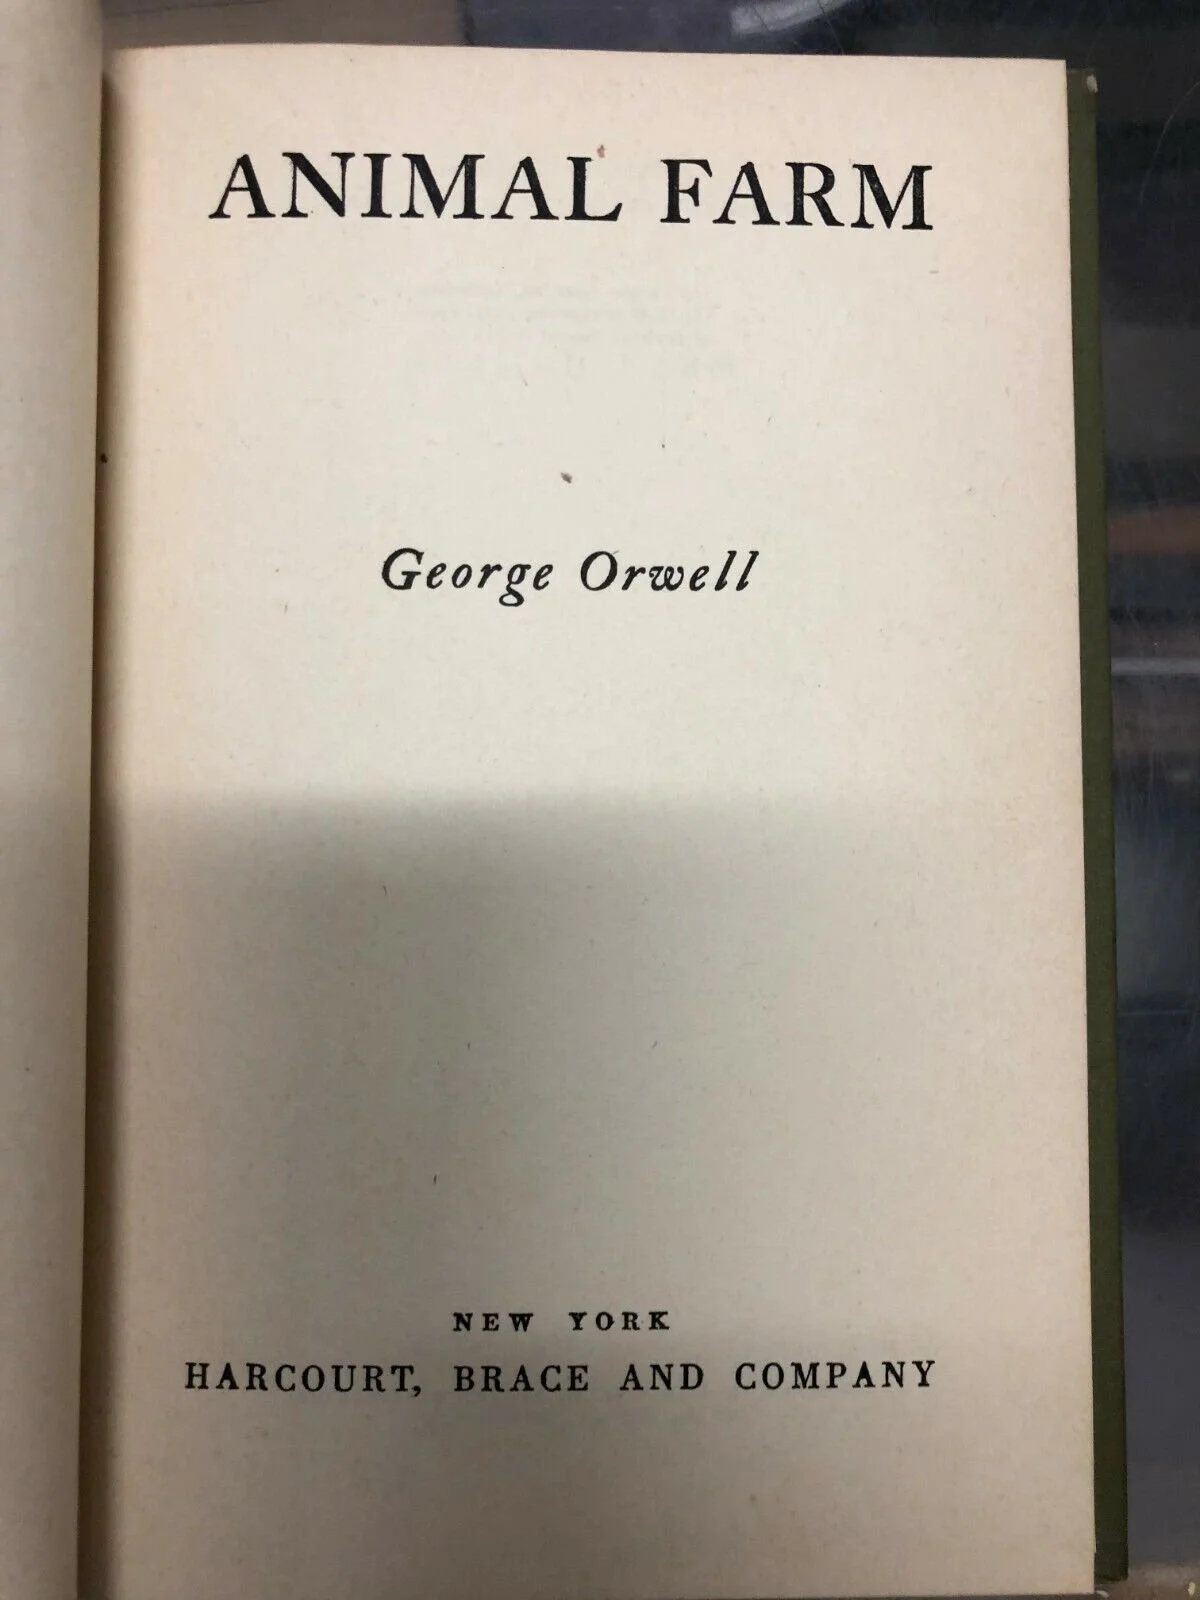 ANIMAL FARM
George Orwell
NEW YORK
HARCOURT, BRACE AND COMPANY